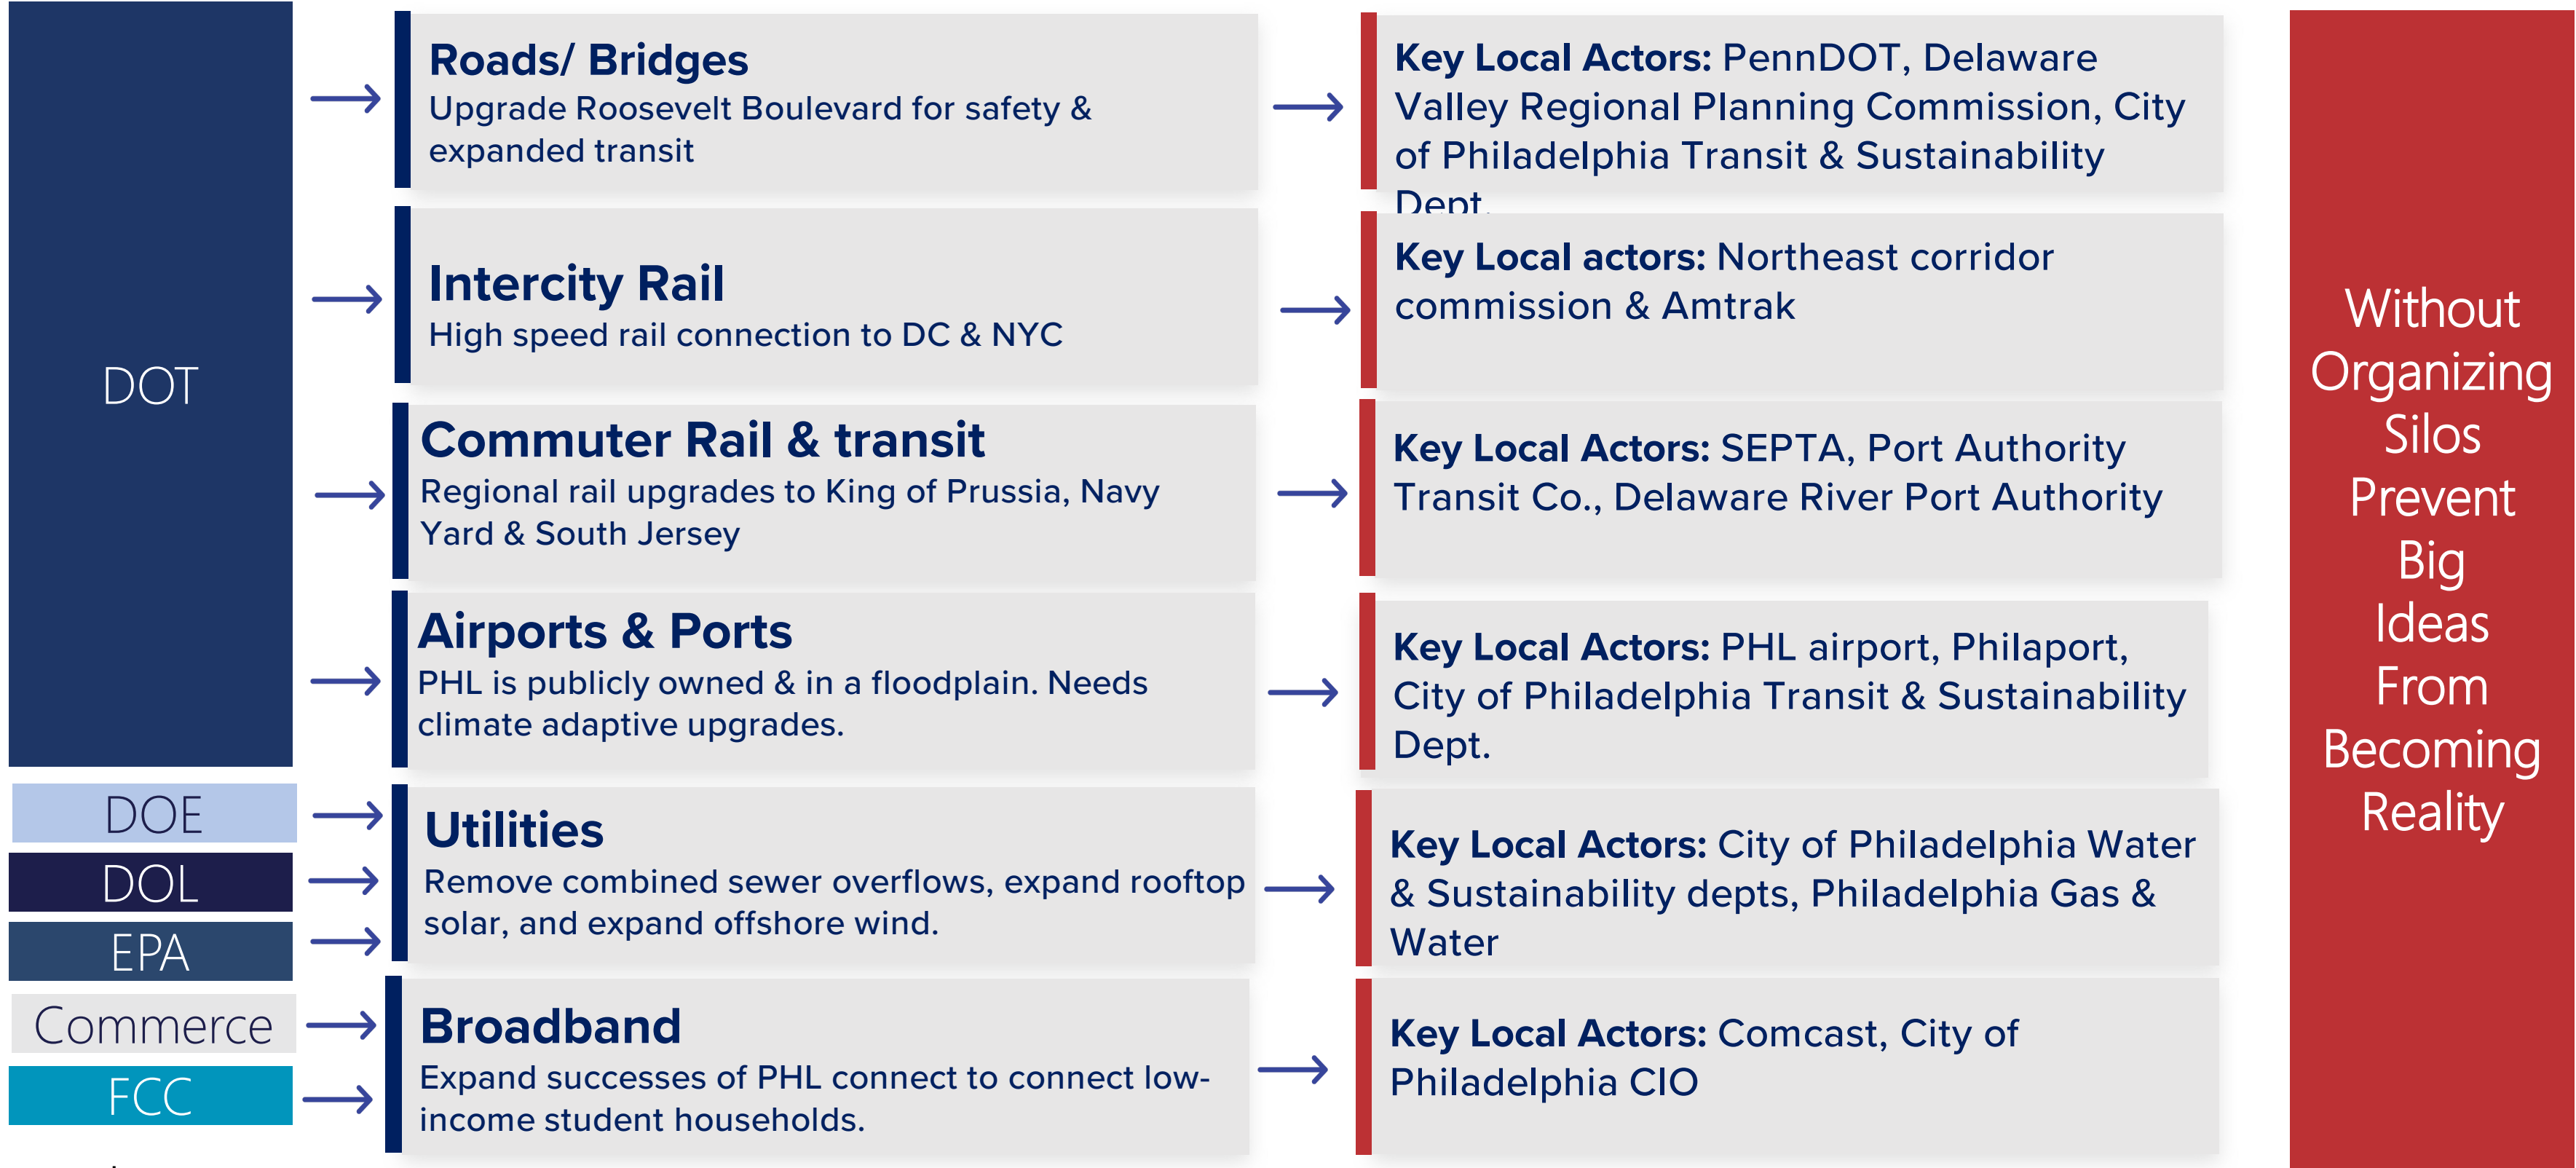 DOT
Roads/ Bridges
Upgrade Roosevelt Boulevard for safety &
expanded transit
Key Local Actors: PennDOT, Delaware
Valley Regional Planning Commission, City
of Philadelphia Transit & Sustainability
Dept.
Intercity Rail
High speed rail connection to DC & NYC
Key Local actors: Northeast corridor
commission & Amtrak
Commuter Rail & transit
Regional rail upgrades to King of Prussia, Navy
Yard & South Jersey
Key Local Actors: SEPTA, Port Authority
Transit Co., Delaware River Port Authority
Airports & Ports
PHL is publicly owned & in a floodplain. Needs
climate adaptive upgrades.
Key Local Actors: PHL airport, Philaport,
City of Philadelphia Transit & Sustainability
Dept.
DOE
DOL
EPA
Utilities
Remove combined sewer overflows, expand rooftop
solar, and expand offshore wind.
Key Local Actors: City of Philadelphia Water
& Sustainability depts, Philadelphia Gas &
Water
Commerce
FCC
Broadband
Expand successes of PHL connect to connect low-
income student households.
Key Local Actors: Comcast, City of
Philadelphia CIO
Without
Organizing
Silos
Prevent
Big
Ideas
From
Becoming
Reality